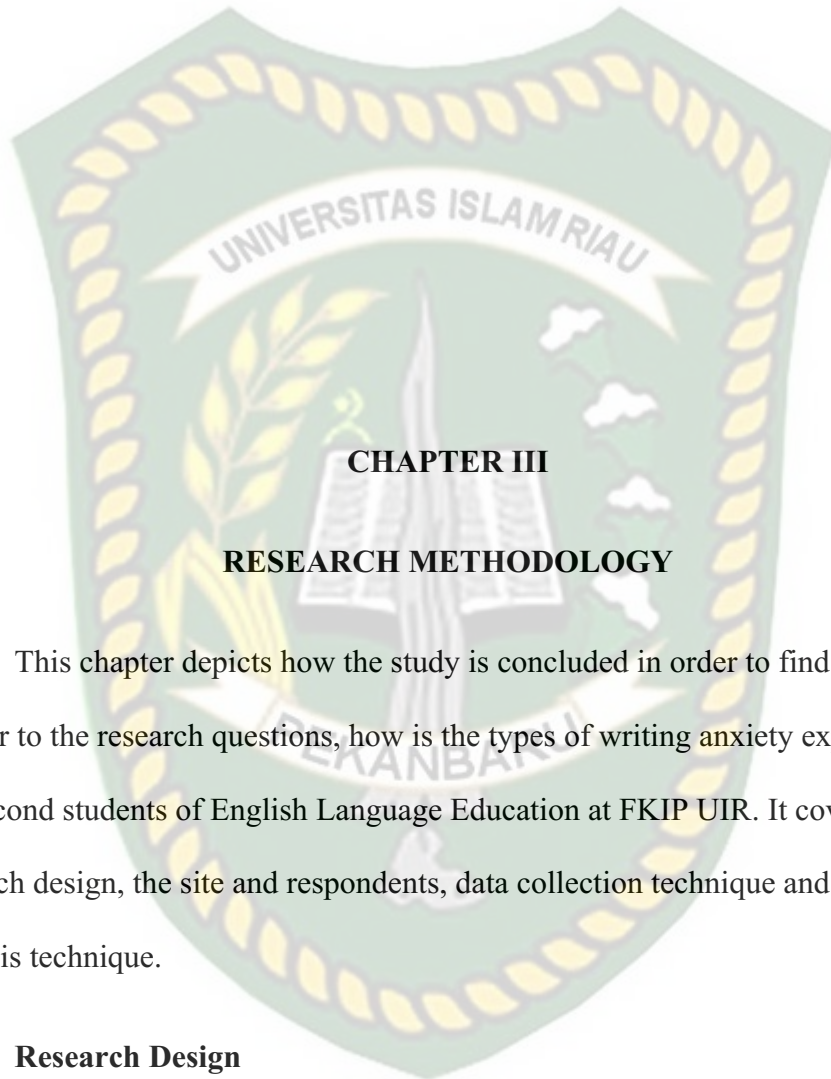 UNIVERSITAS ISLAM RIAU
CHAPTER III
RESEARCH METHODOLOGY
This chapter depicts how the study is concluded in order to find
r to the research questions, how is the types of writing anxiety ex
cond students of English Language Education at FKIP UIR. It cov
ch design, the site and respondents, data collection technique and
is technique.
PEKANBARU
Research Design